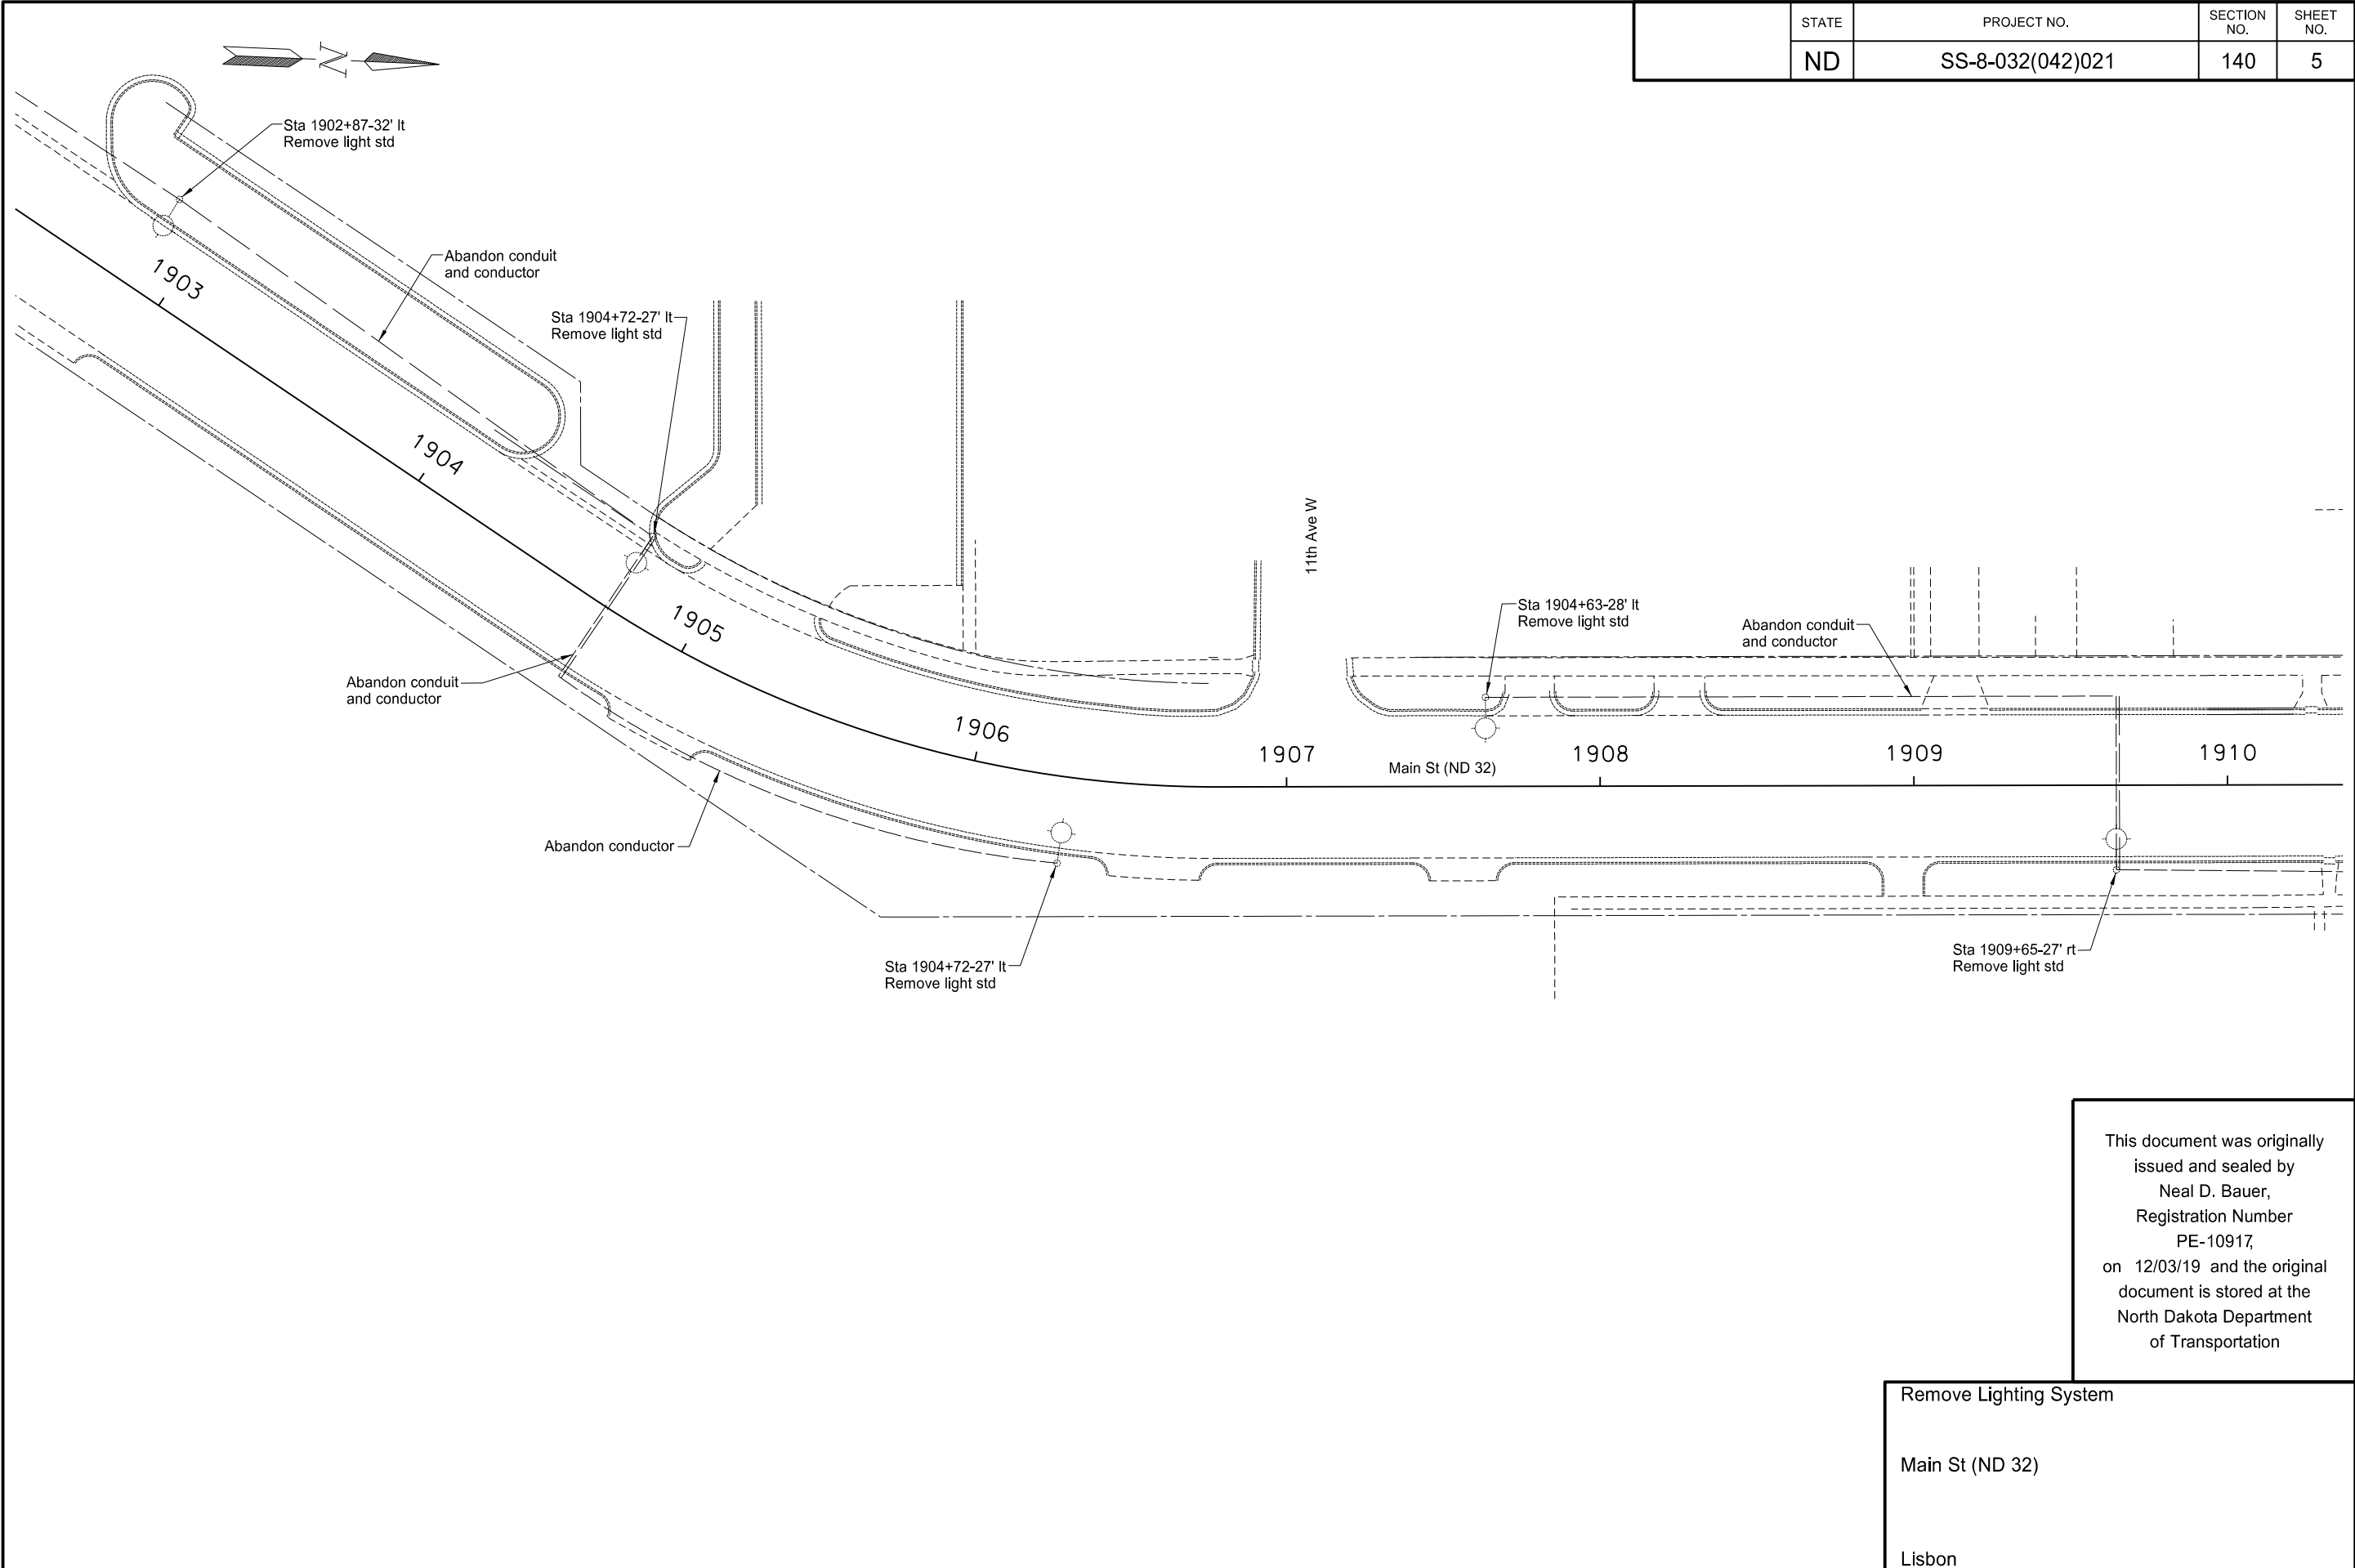 STATE
PROJECT NO.
SECTION
NO.
SHEET
NO.
ND
SS-8-032(042)021
140
5
N
Sta 1902+87-32' lt
Remove light std
Abandon conduit
and conductor
1903
Sta 1904+72-27' lt
Remove light std
1904
11th Ave W
1905
Sta 1904+63-28' lt
Remove light std
Abandon conduit
and conductor
Abandon conduit
and conductor
1906
1907
1908
1909
1910
Main St (ND 32)
Abandon conductor
Sta 1904+72-27' lt
Remove light std
Sta 1909+65-27' rt
Remove light std
This document was originally
issued and sealed by
Neal D. Bauer,
Registration Number
PE-10917,
on 12/03/19 and the original
document is stored at the
North Dakota Department
of Transportation
Remove Lighting System
Main St (ND 32)
Lisbon